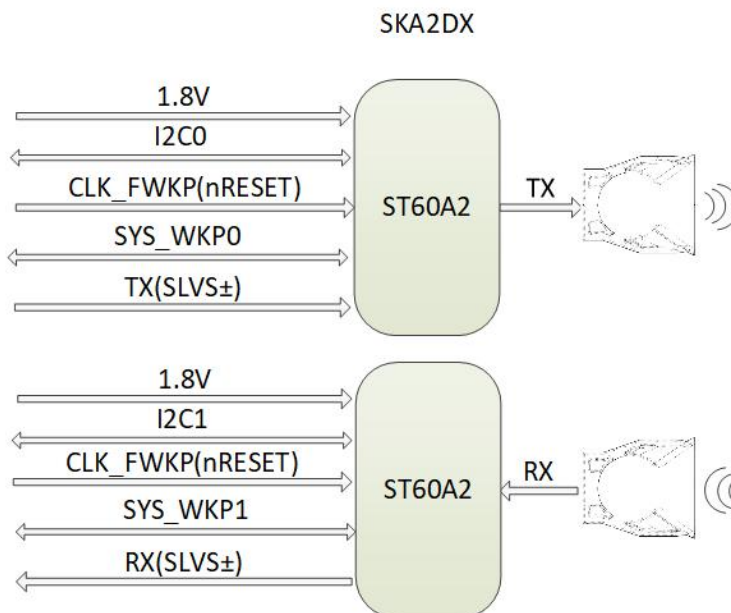 SKA2DX
1.8V
I2C0
CLK_FWKP(nRESET)
SYS_WKP0
TX(SLVS±)
ST60A2
TX
1.8V
I2C1
CLK_FWKP(nRESET)
SYS_WKP1
RX(SLVS±)
ST60A2
RX